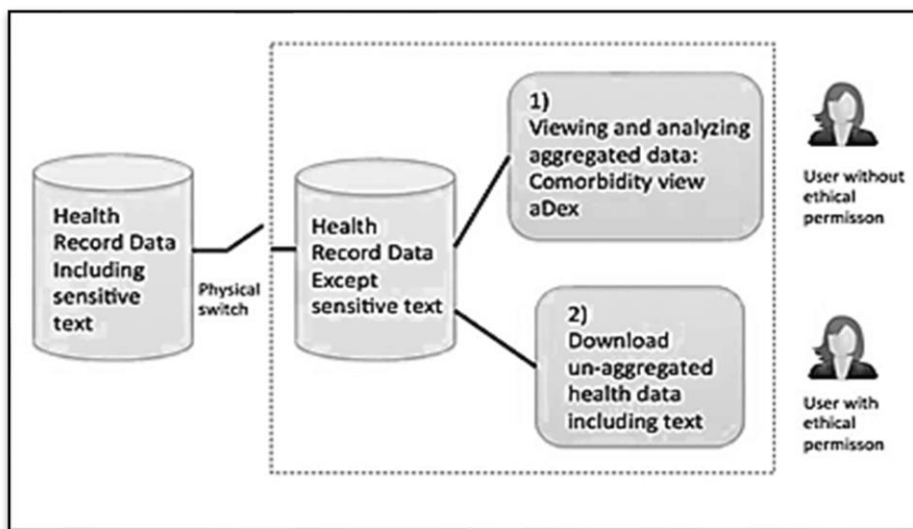 Health
Record Data
Including
sensitive
text
Physical
switch
Health
Record Data
Except
sensitive text
1)
Viewing and analyzing
aggregated data:
Comorbidity view
aDex
User without
ethical
permisson
2)
Download
un-aggregated
health data
including text
User with
ethical
permisson